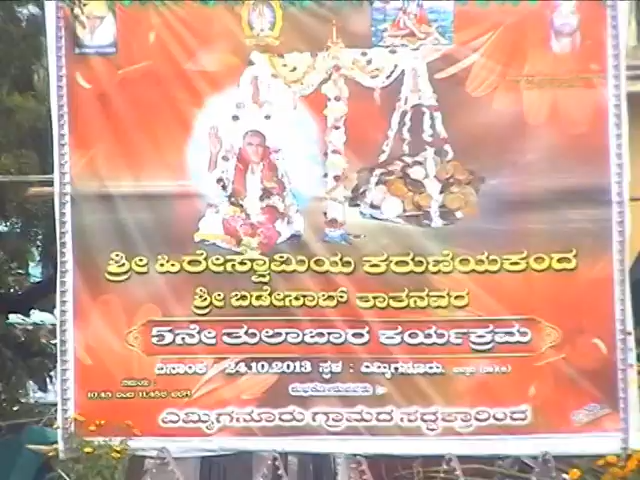 ಶ್ರೀ ಹಿರೇಸ್ವಾಮಿಯ ಕರುಣೆಯಕಂದ
ಶ್ರೀ ಬಡೇಸಾಬ್ ತಾತನವರ
5ನೇ ತುಲಾಬಾರ ಕರ್ಯಕ್ರಮ
ದಿನಾಂಕ : 24.10.2013 ಸ್ಥಳ : ಎಮ್ಮಿಗನೂರು.
ಎಮ್ಮಿಗನೂರು ಗ್ರಾಮದ ಸದ್ಭಕ್ತರಿಂದ